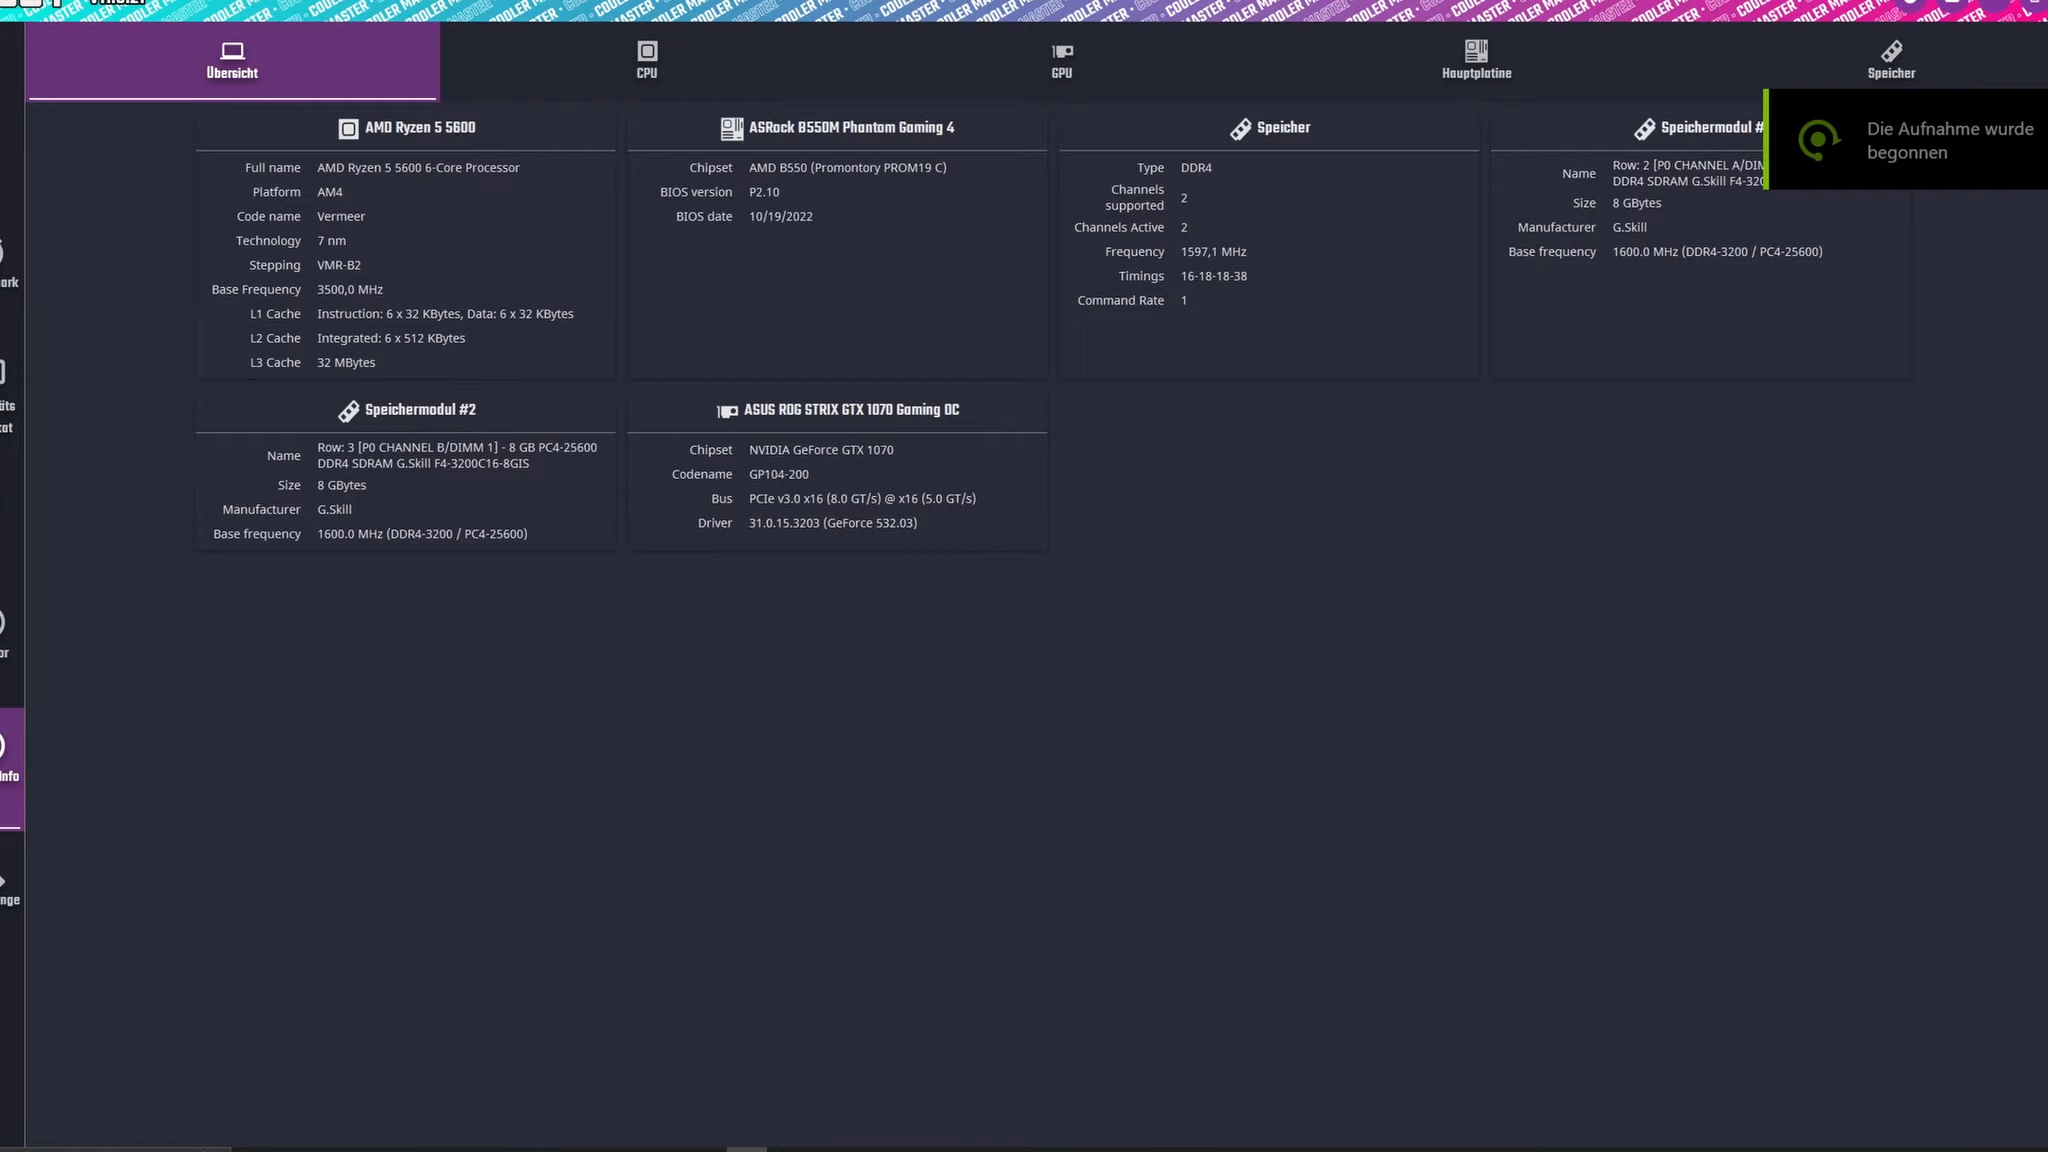 Übersicht
CPU
GPU
Hauptplatine
Speicher
Die Aufnahme wurde
begonnen
AMD Ryzen 5 5600
Full name AMD Ryzen 5 5600 6-Core Processor
Platform AM4
Code name Vermeer
Technology 7 nm
Stepping VMR-B2
Base Frequency 3500,0 MHz
L1 Cache Instruction: 6 x 32 KBytes, Data: 6 x 32 KBytes
L2 Cache Integrated: 6 x 512 KBytes
L3 Cache 32 MBytes
ASRock B550M Phantom Gaming 4
Chipset AMD B550 (Promontory PROM19 C)
BIOS version P2.10
BIOS date 10/19/2022
Speicher
Type DDR4
Channels
supported 2
Channels Active 2
Frequency 1597,1 MHz
Timings 16-18-18-38
Command Rate 1
Speichermodul #
Name Row: 2 [P0 CHANNEL A/DIM
DDR4 SDRAM G.Skill F4-320
Size 8 GBytes
Manufacturer G.Skill
Base frequency 1600.0 MHz (DDR4-3200 / PC4-25600)
Speichermodul #2
Name Row: 3 [P0 CHANNEL B/DIMM 1] - 8 GB PC4-25600
DDR4 SDRAM G.Skill F4-3200C16-8GIS
Size 8 GBytes
Manufacturer G.Skill
Base frequency 1600.0 MHz (DDR4-3200 / PC4-25600)
ASUS ROG STRIX GTX 1070 Gaming OC
Chipset NVIDIA GeForce GTX 1070
Codename GP104-200
Bus PCIe v3.0 x16 (8.0 GT/s) @ x16 (5.0 GT/s)
Driver 31.0.15.3203 (GeForce 532.03)
COOLER MASTER
ark
äts
Info
nge